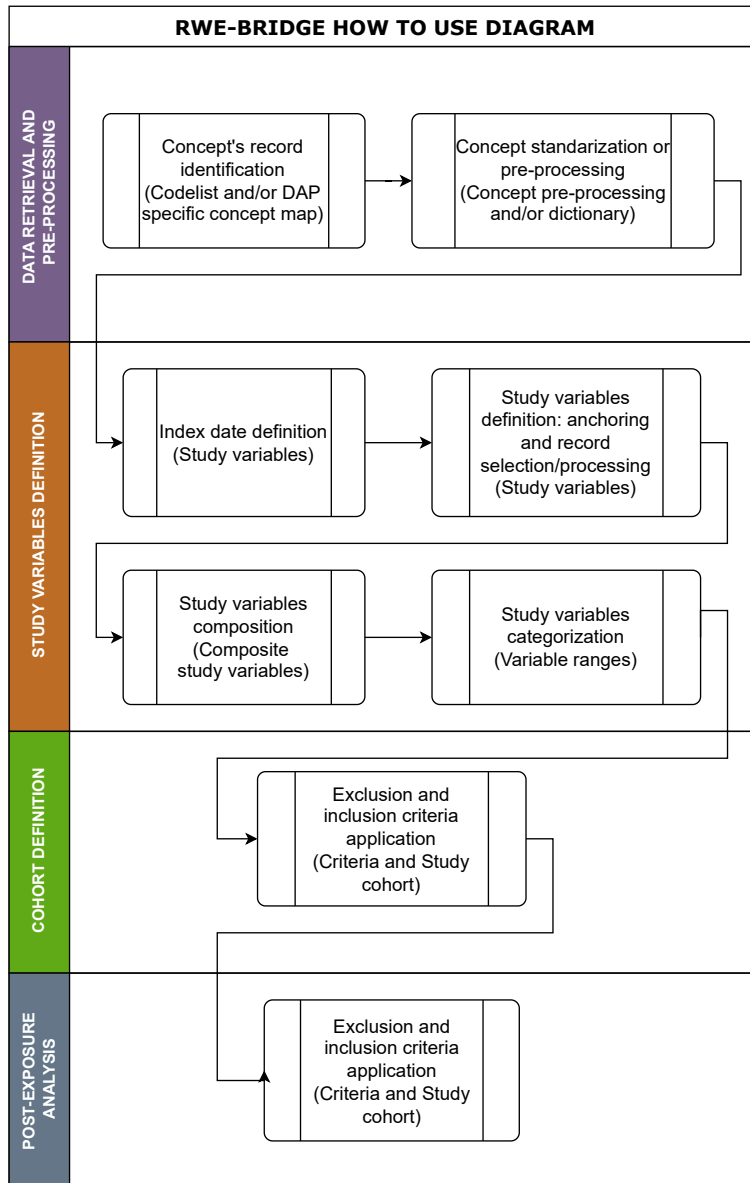 RWE-BRIDGE HOW TO USE DIAGRAM
DATA RETRIEVAL AND
PRE-PROCESSING
Concept's record
identification
(Codelist and/or DAP
specific concept map)
Concept standarization or
pre-processing
(Concept pre-processing
and/or dictionary)
STUDY VARIABLES DEFINITION
Index date definition
(Study variables)
Study variables
definition: anchoring
and record
selection/processing
(Study variables)
Study variables
composition
(Composite
study variables)
Study variables
categorization
(Variable ranges)
COHORT DEFINITION
Exclusion and
inclusion criteria
application
(Criteria and Study
cohort)
POST-EXPOSURE
ANALYSIS
Exclusion and
inclusion criteria
application
(Criteria and Study
cohort)